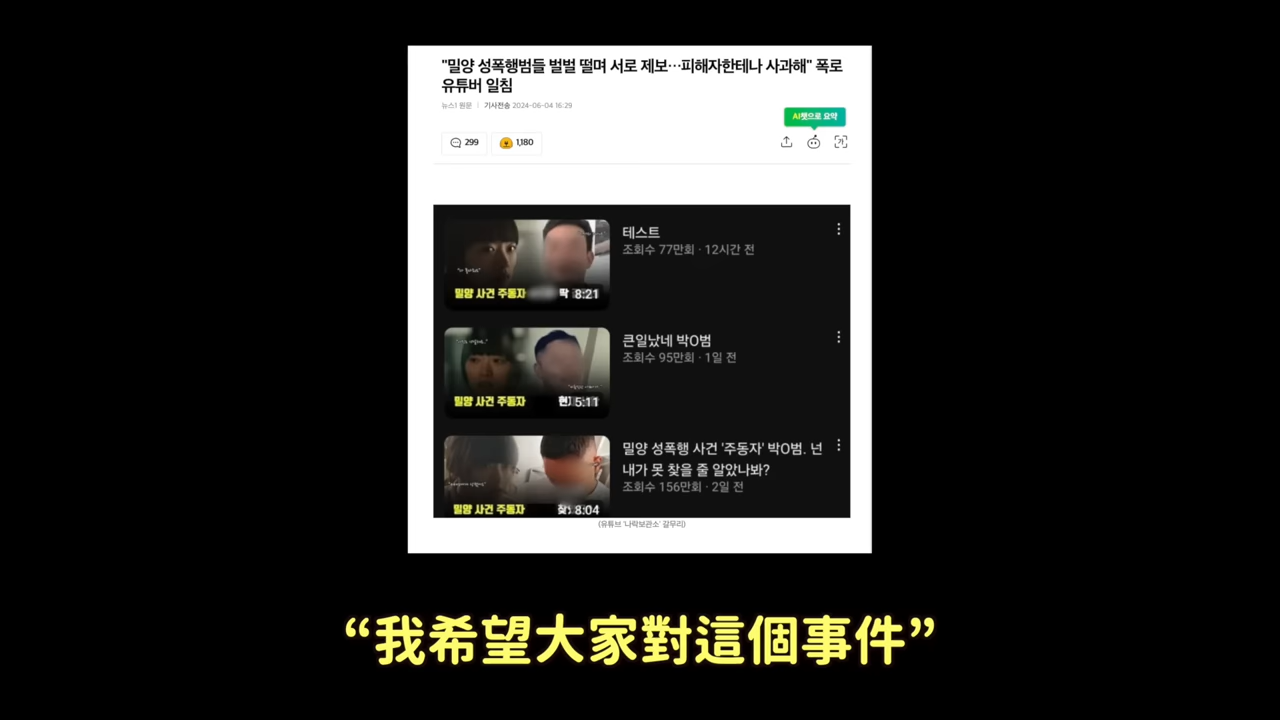 "밀양 성폭행범들 벌벌 떨며 서로 제보…피해자한테나 사과해" 폭로
유튜버 일침
뉴스1 원문 | 기사전송 2024-06-04 16:29
AI챗으로 요약
299
1,180
가
테스트
조회수 77만회 · 12시간 전
밀양 사건 주동자
딱
8:21
큰일났네 박O범
조회수 95만회 · 1일 전
밀양 사건 주동자
현
5:11
밀양 성폭행 사건 '주동자' 박O범. 넌
내가 못 찾을 줄 알았나봐?
조회수 156만회 · 2일 전
밀양 사건 주동자
찾
8:04
(유튜브 '나락보관소' 갈무리)
“我希望大家對這個事件”